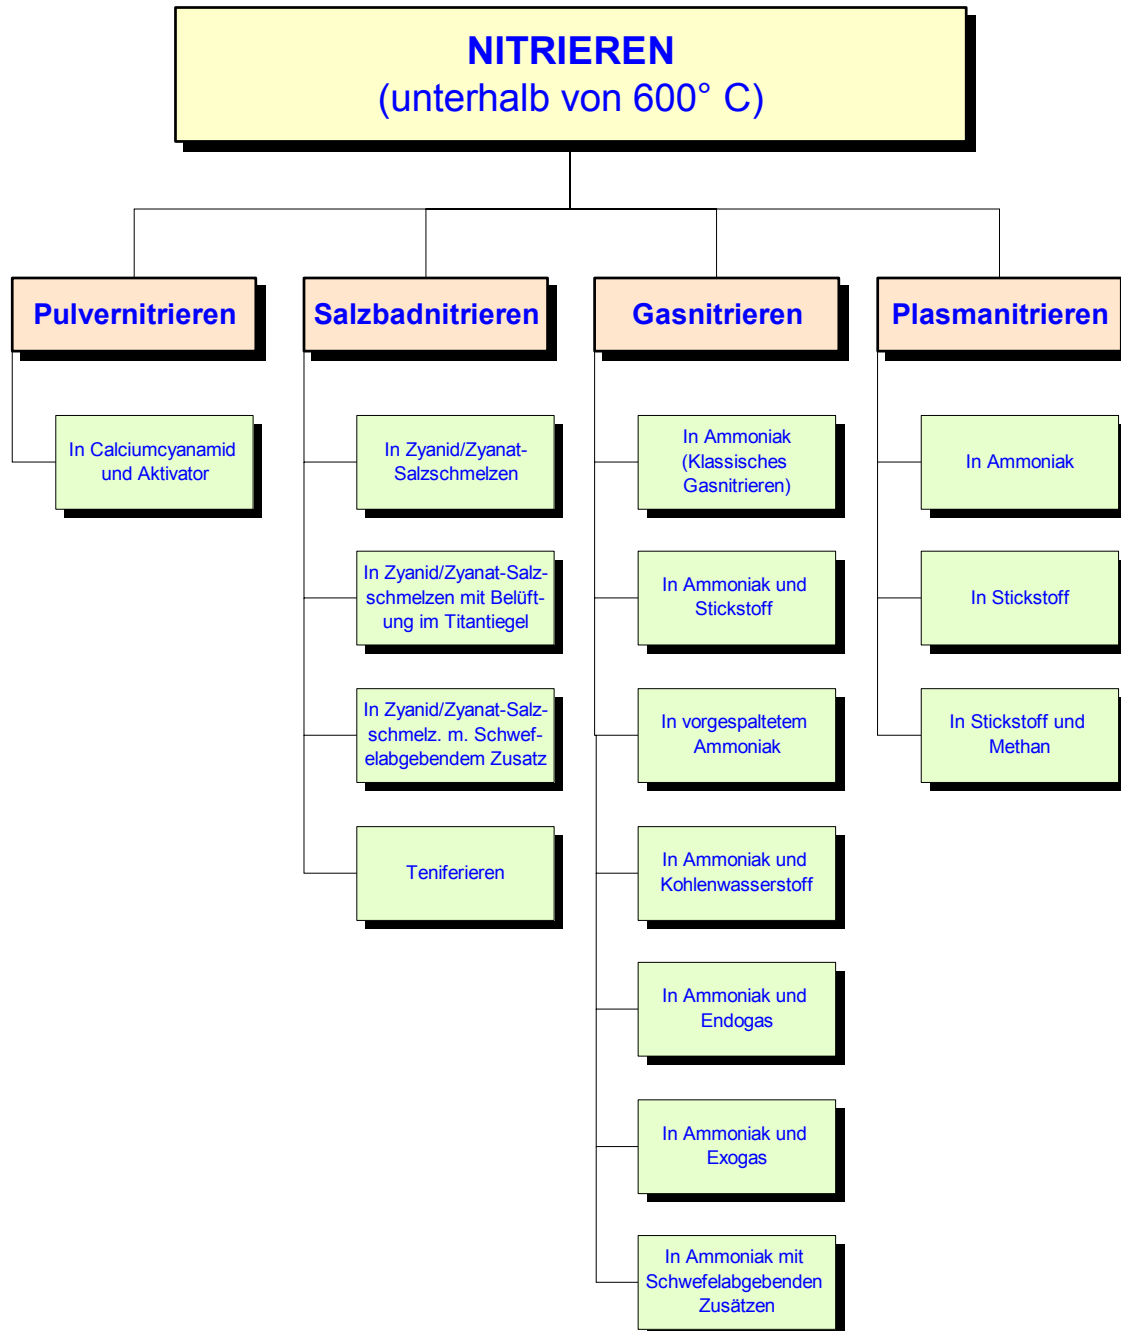 NITRIEREN
(unterhalb von 600° C)
Pulvernitrieren
In Calciumcyanamid
und Aktivator
Salzbadnitrieren
In Zyanid/Zyanat-
Salzschmelzen
In Zyanid/Zyanat-Salz-
schmelzen mit Belüft-
ung im Titantiegel
In Zyanid/Zyanat-Salz-
schmelz. m. Schwef-
elabgebendem Zusatz
Teniferieren
Gasnitrieren
In Ammoniak
(Klassisches
Gasnitrieren)
In Ammoniak und
Stickstoff
In vorgespaltetem
Ammoniak
In Ammoniak und
Kohlenwasserstoff
In Ammoniak und
Endogas
In Ammoniak und
Exogas
In Ammoniak mit
Schwefelabgebenden
Zusätzen
Plasmanitrieren
In Ammoniak
In Stickstoff
In Stickstoff und
Methan